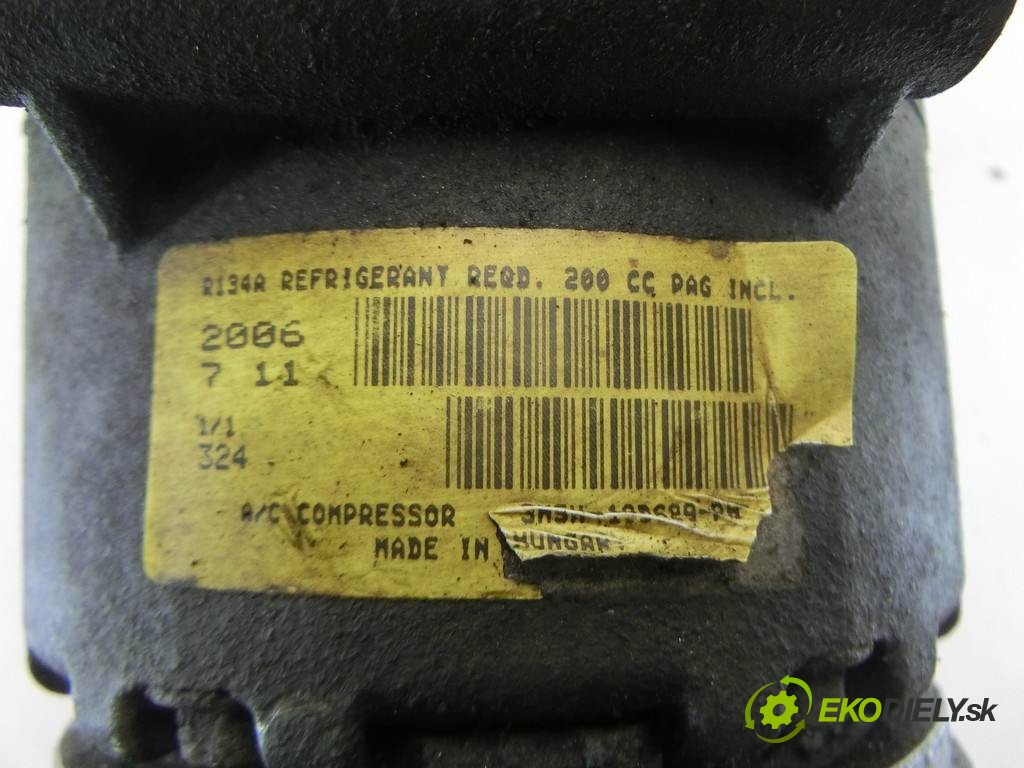 R134A REFRIGERANT REQD. 200 CC PAG INCL.
2006
7 11
1/1
324
A/C COMPRESSOR
MADE IN HUNGARY
EKODIELY.sk